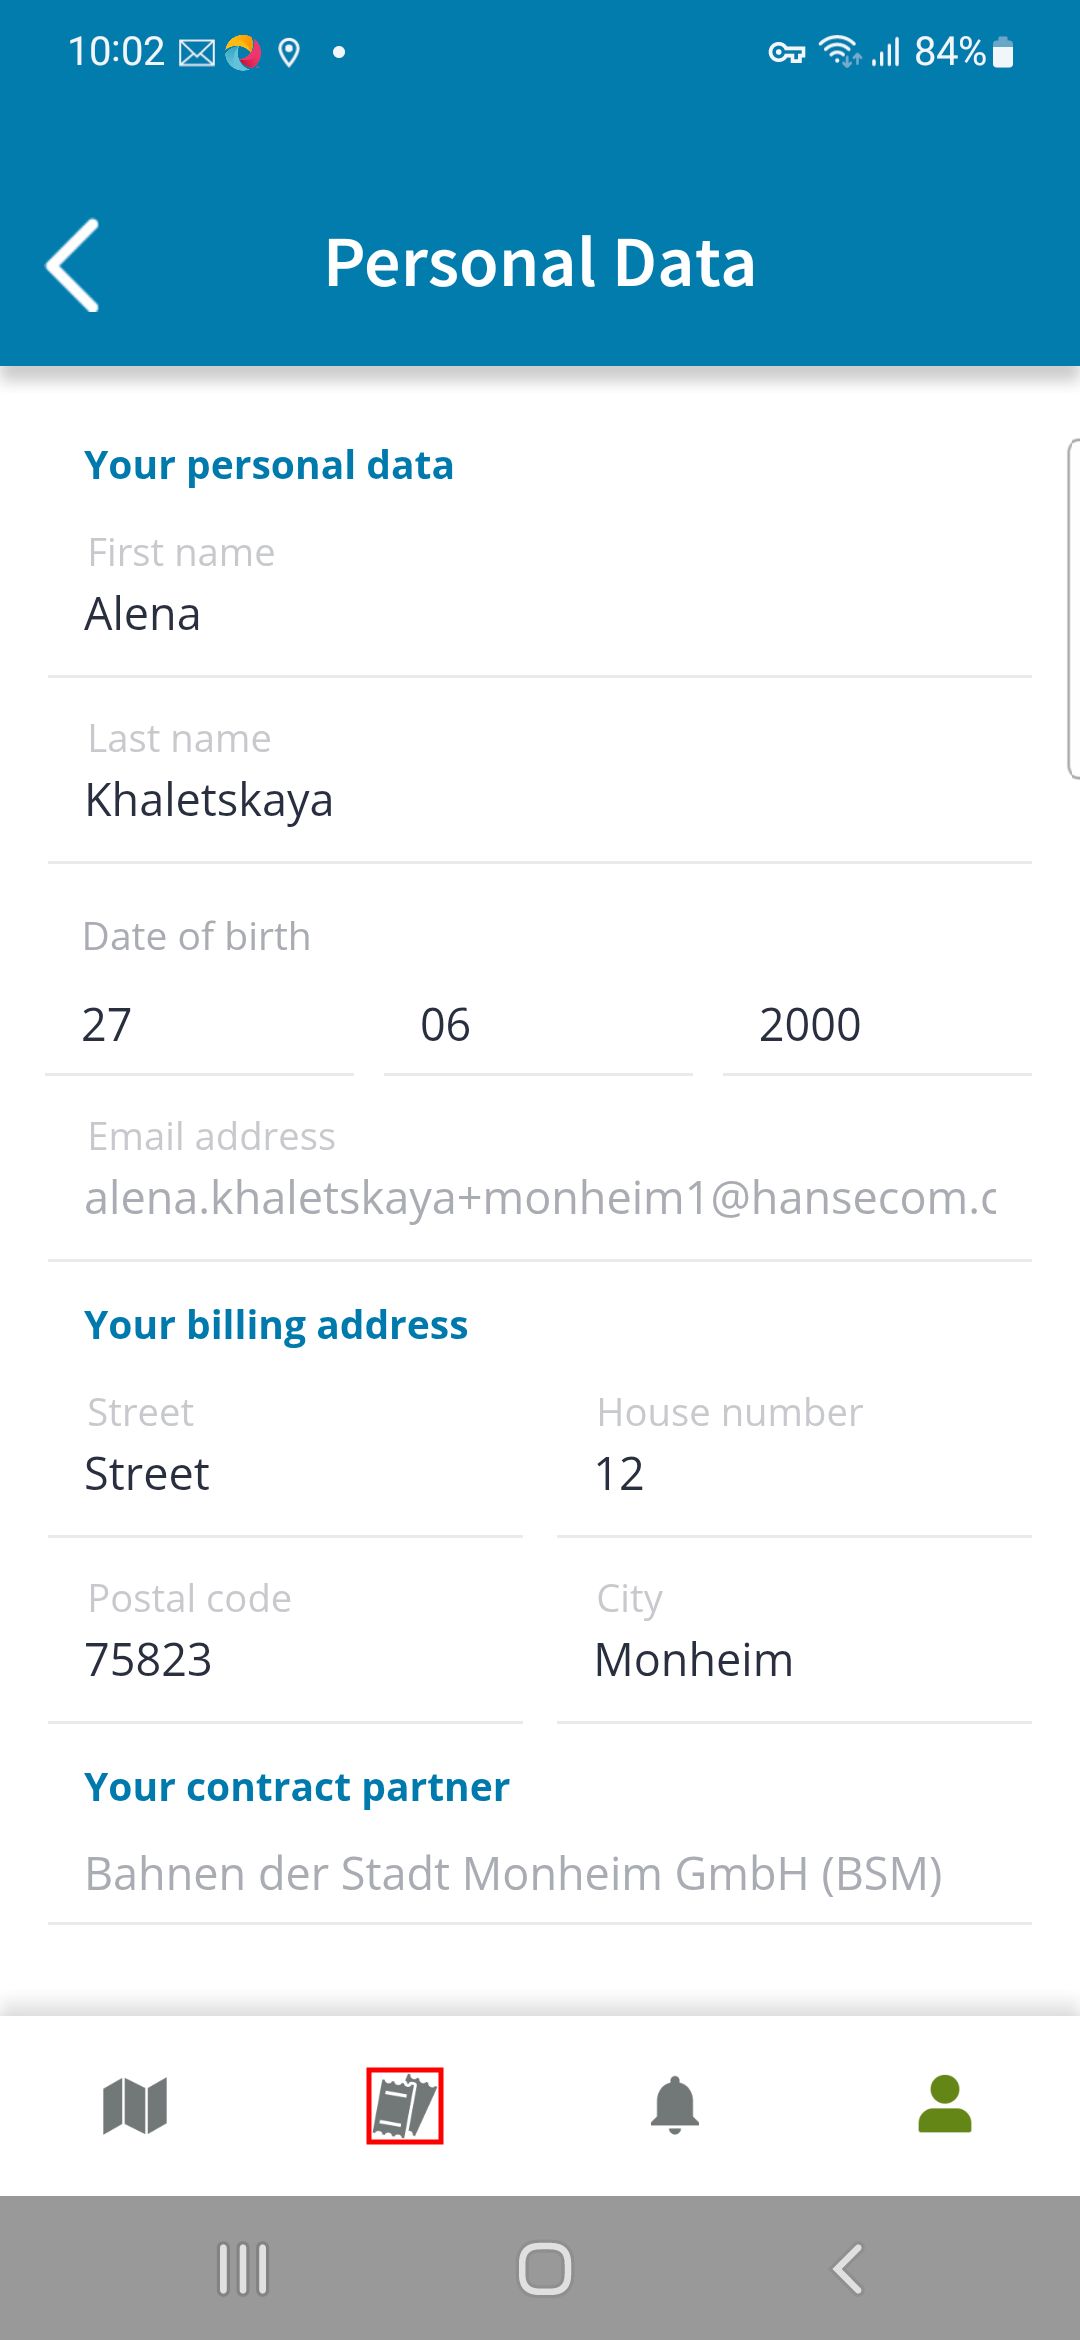 10:02 84%
Personal Data
Your personal data
First name
Alena
Last name
Khaletskaya
Date of birth
27 06 2000
Email address
alena.khaletskaya+monheim1@hansecom.c
Your billing address
Street House number
Street 12
Postal code City
75823 Monheim
Your contract partner
Bahnen der Stadt Monheim GmbH (BSM)